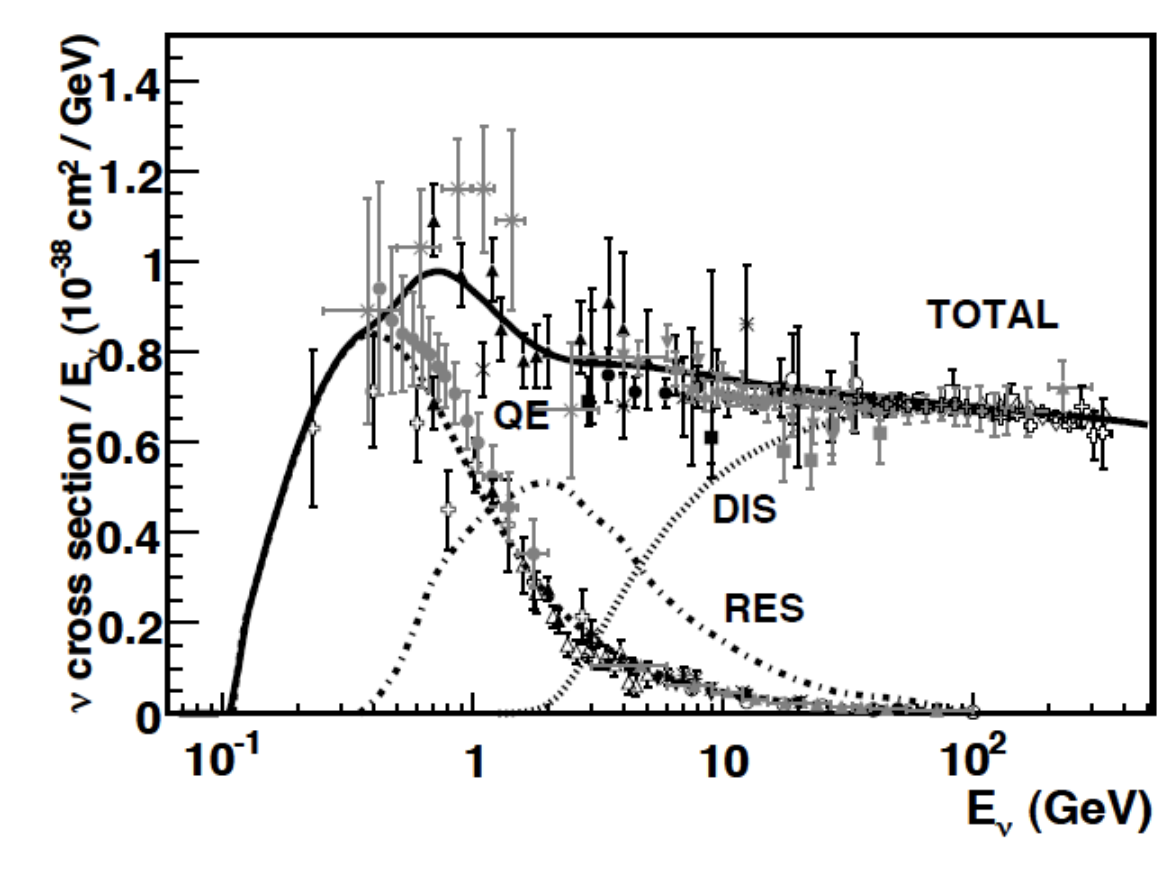 ν cross section / Eν (10-38 cm2 / GeV)
1.4
1.2
1
0.8
0.6
0.4
0.2
0
TOTAL
QE
DIS
RES
10-1
1
10
102
Eν (GeV)